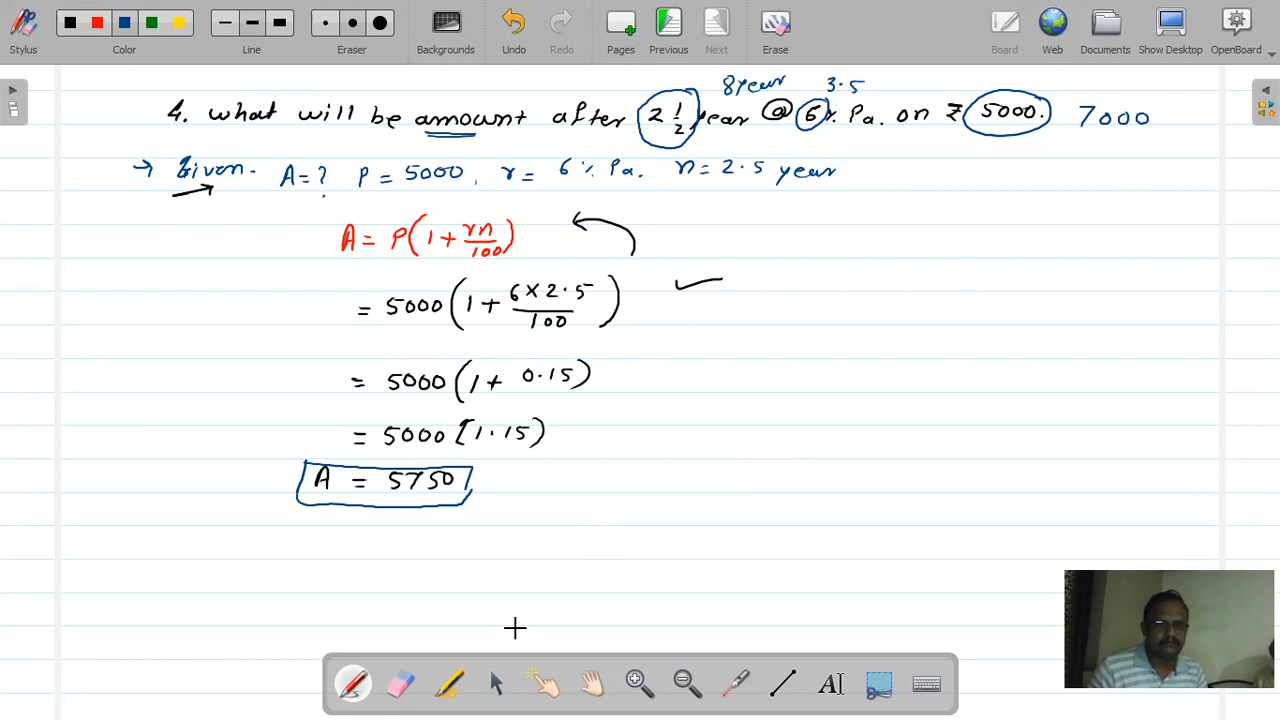 Stylus
Color
Line
Eraser
Backgrounds
Undo
Redo
Pages
Previous
Next
Erase
Board
Web
Documents
Show Desktop
OpenBoard
8 year 3.5
4. what will be amount after 2 1/2 year @ 6 % Pa. on ₹ 5000. 7000
→ Given. A = ? P = 5000, r = 6 % Pa. n = 2.5 year
A = P(1 + rn/100)
= 5000 (1 + 6 × 2.5/100)
= 5000 (1 + 0.15)
= 5000 [1.15)
A = 5750